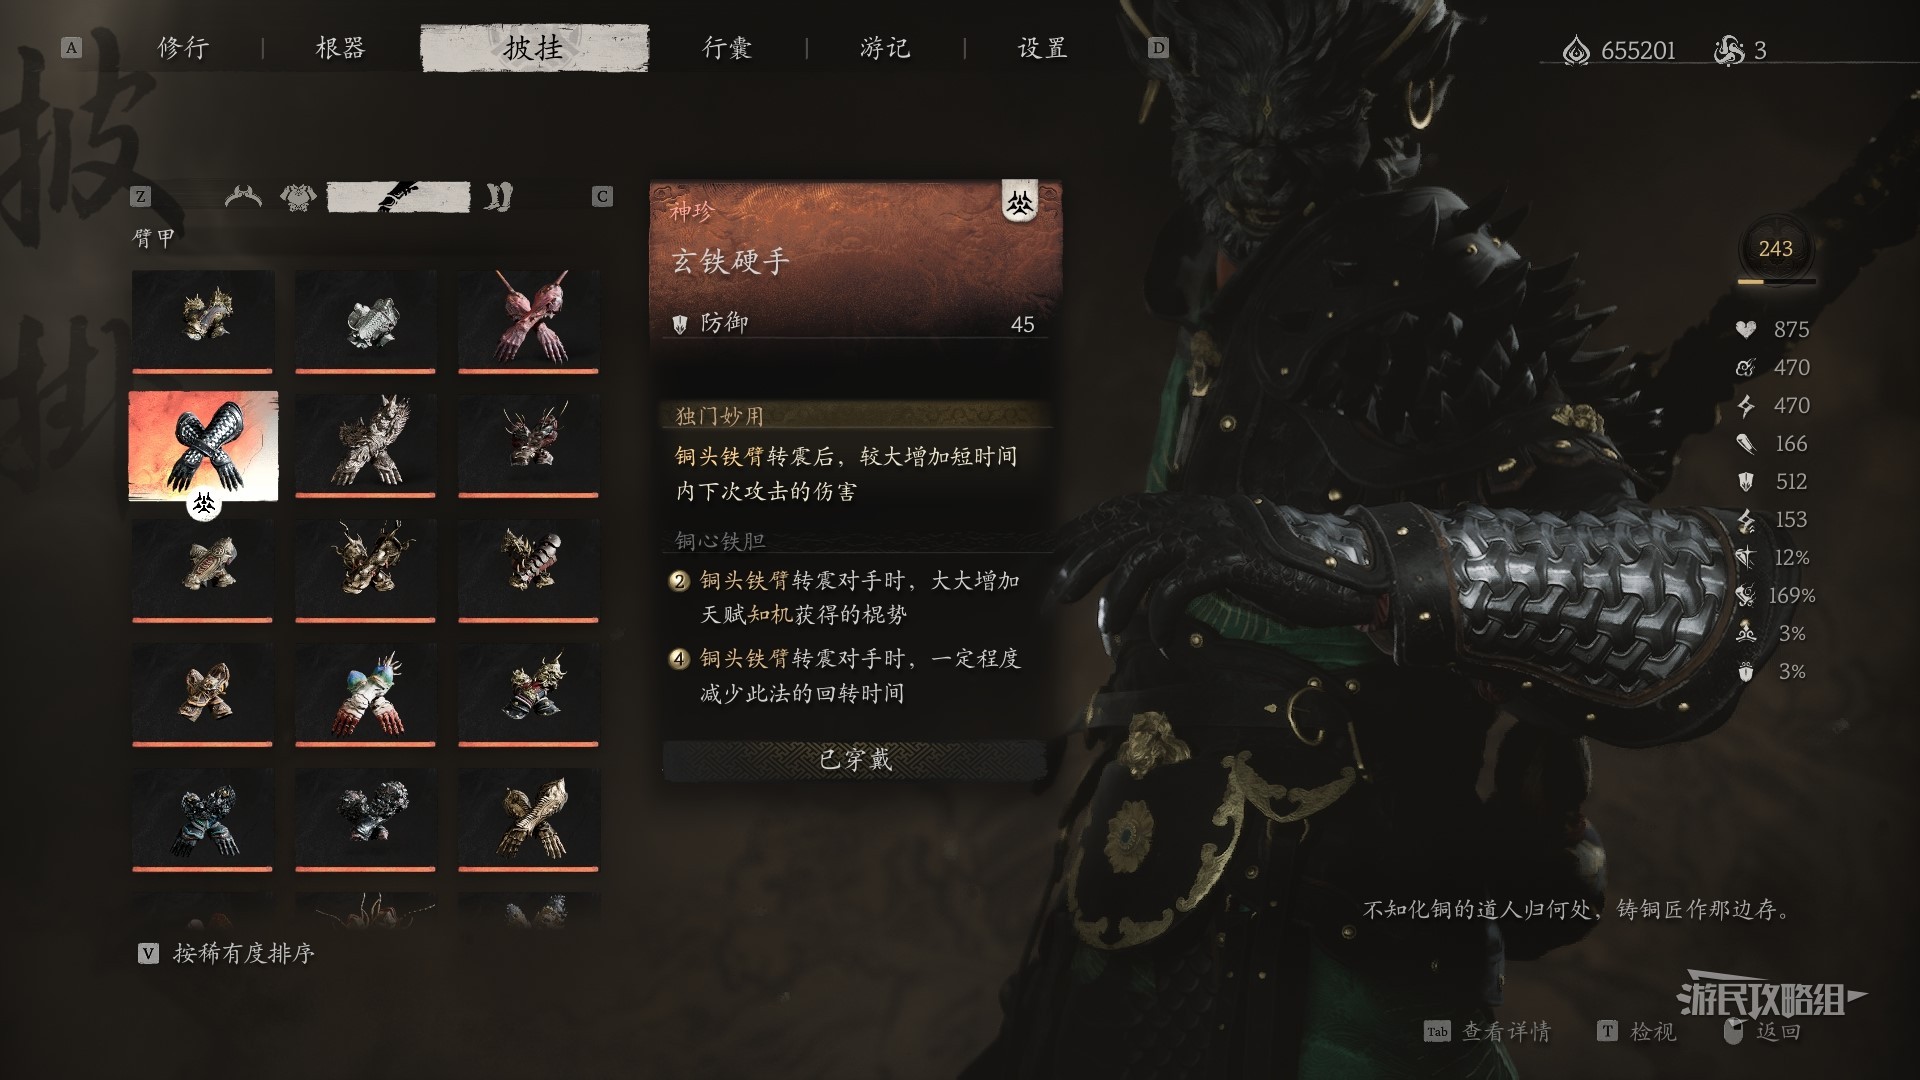 A 修行 根器 披挂 行囊 游记 设置 D
655201 3
披挂
Z C
臂甲
神珍
玄铁硬手
防御 45
独门妙用
铜头铁臂转震后，较大增加短时间
内下次攻击的伤害
铜心铁胆
2 铜头铁臂转震对手时，大大增加
天赋知机获得的棍势
4 铜头铁臂转震对手时，一定程度
减少此法的回转时间
已穿戴
243
875
470
470
166
512
153
12%
169%
3%
3%
不知化铜的道人归何处，铸铜匠作那边存。
V 按稀有度排序
游民攻略组
Tab 查看详情 T 检视 返回